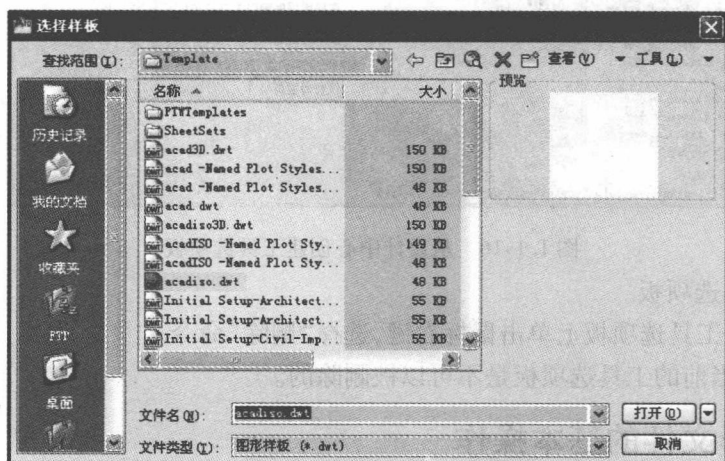 选择样板
查找范围(I): Template 查看(V) 工具(L)
名称 大小 预览
PTWTemplates
SheetSets
acad3D.dwt 150 KB
acad -Named Plot Styles... 150 KB
acad -Named Plot Styles... 48 KB
acad.dwt 48 KB
acadiso3D.dwt 150 KB
acadISO -Named Plot Sty... 149 KB
acadISO -Named Plot Sty... 48 KB
acadiso.dwt 48 KB
Initial Setup-Architect... 55 KB
Initial Setup-Architect... 55 KB
Initial Setup-Civil-Imp... 55 KB
历史记录
我的文档
收藏夹
FTP
桌面
文件名(N): acadiso.dwt 打开(O)
文件类型(T): 图形样板 (*.dwt) 取消